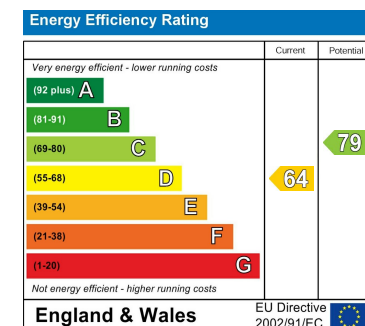 Energy Efficiency Rating
Current Potential
Very energy efficient - lower running costs
(92 plus) A
(81-91) B
(69-80) C
79
(55-68) D
64
(39-54) E
(21-38) F
(1-20) G
Not energy efficient - higher running costs
England & Wales
EU Directive
2002/91/EC